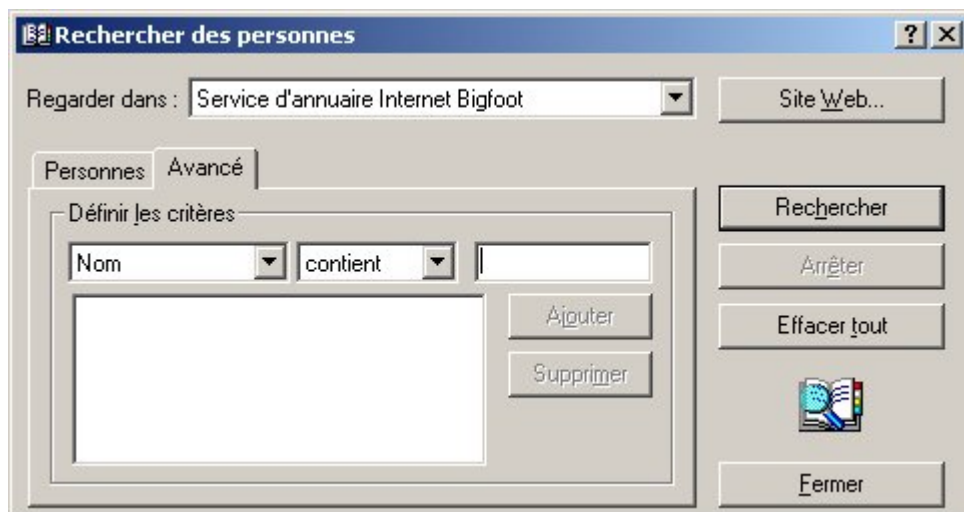 Rechercher des personnes
Regarder dans : Service d'annuaire Internet Bigfoot
Site Web...
Personnes Avancé
Définir les critères
Nom contient
Rechercher
Arrêter
Ajouter
Effacer tout
Supprimer
Fermer